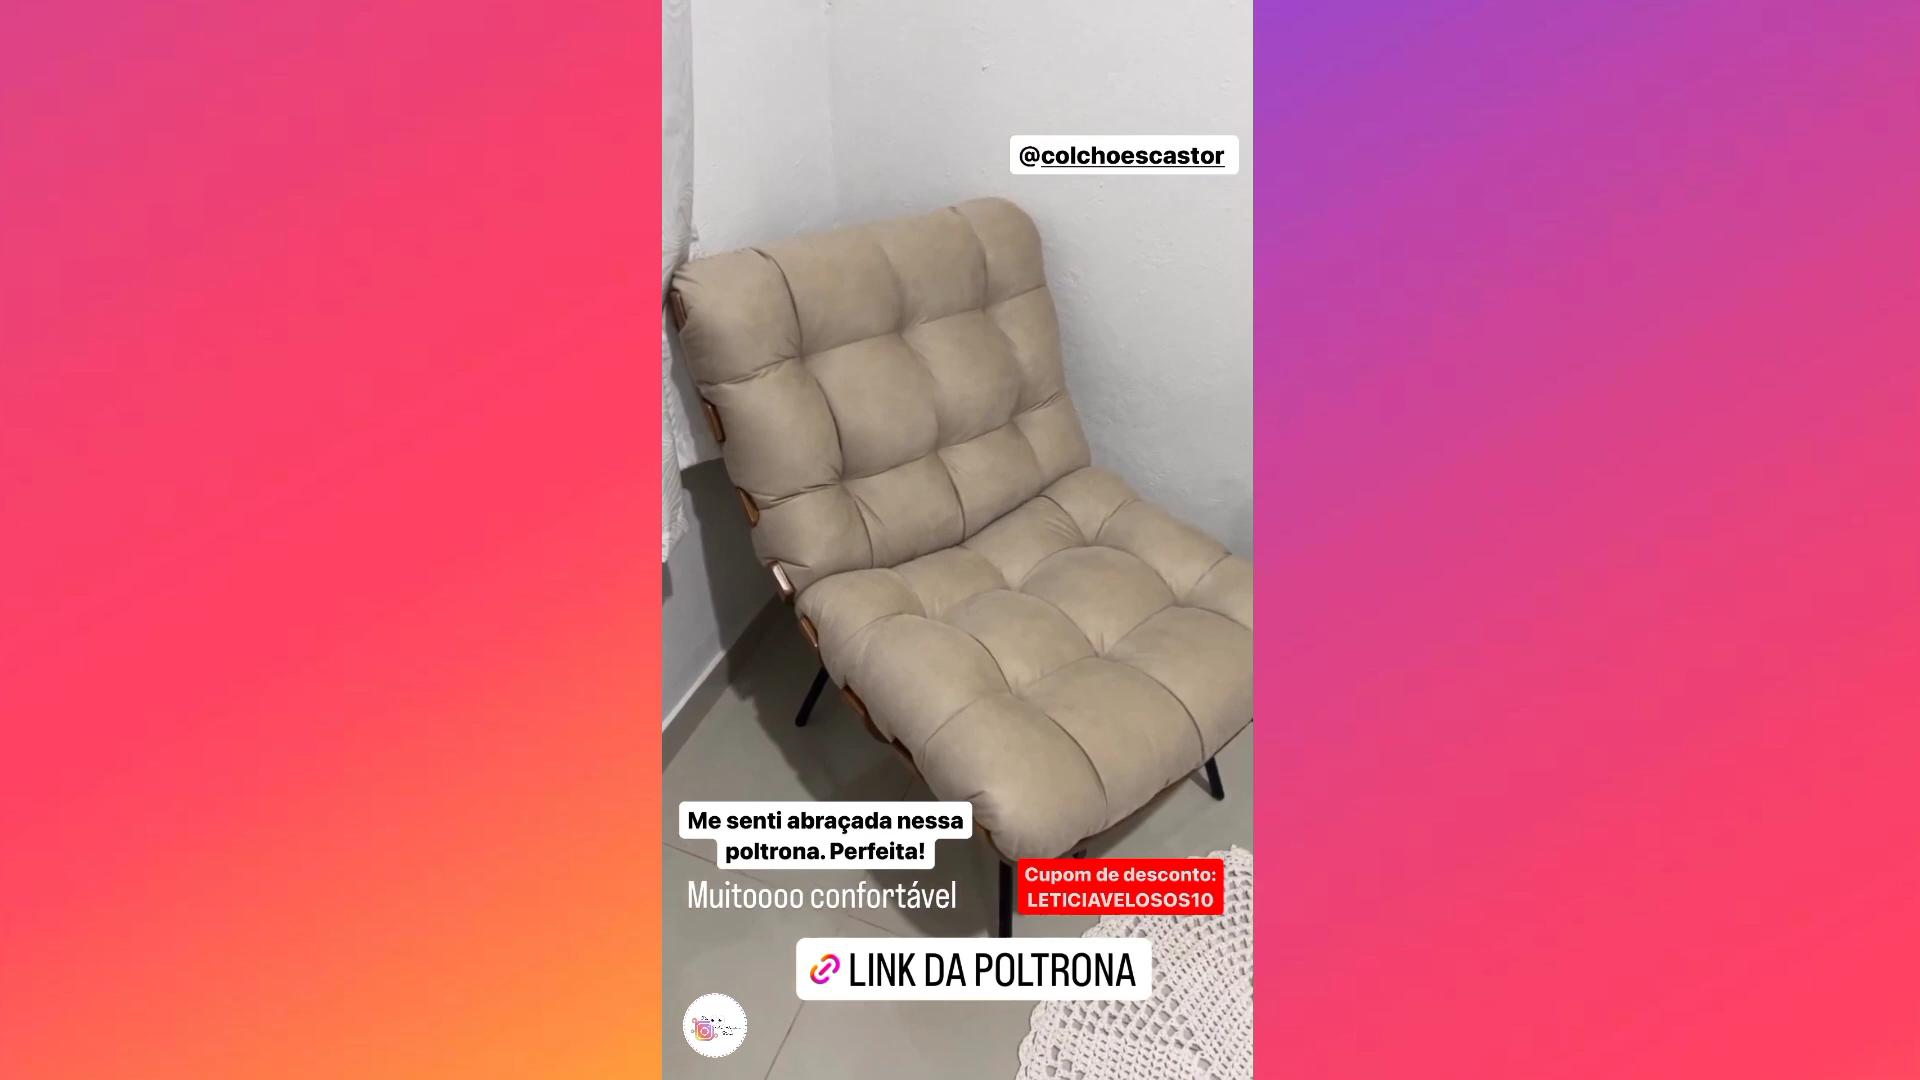 @colchoescastor
Me senti abraçada nessa
poltrona. Perfeita!
Muitoooo confortável
Cupom de desconto:
LETICIAVELOSOS10
LINK DA POLTRONA